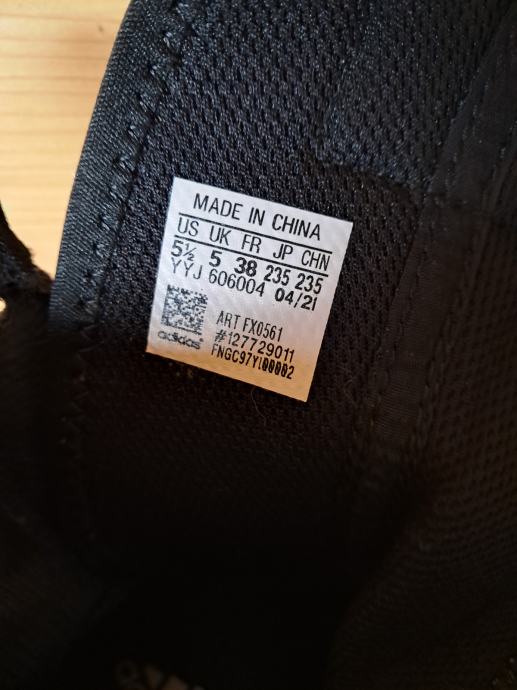 MADE IN CHINA
US UK FR JP CHN
5½ 5 38 235 235
YYJ 606004 04/21
ART FX0561
#127729011
adidas